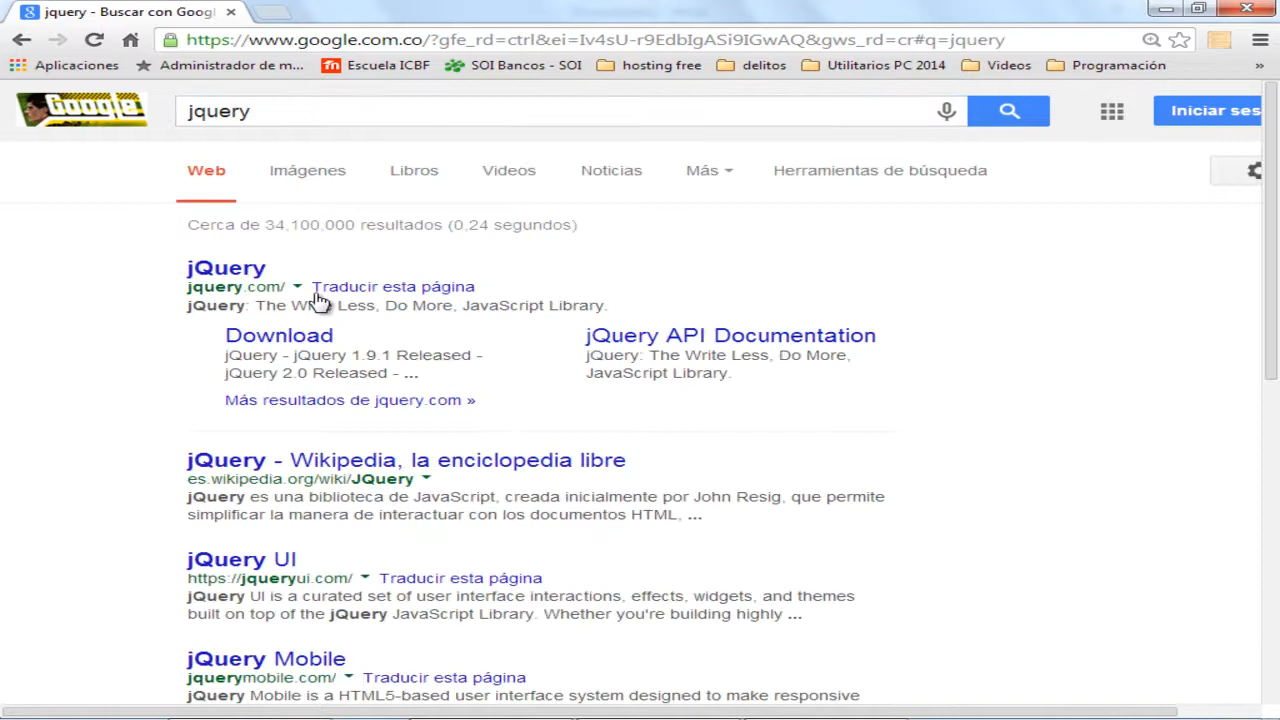 jquery - Buscar con Googl
https://www.google.com.co/?gfe_rd=ctrl&ei=Iv4sU-r9EdbIgASi9IGwAQ&gws_rd=cr#q=jquery
Aplicaciones Administrador de m... Escuela ICBF SOI Bancos - SOI hosting free delitos Utilitarios PC 2014 Videos Programación »
Google jquery Iniciar ses
Web Imágenes Libros Videos Noticias Más Herramientas de búsqueda
Cerca de 34,100,000 resultados (0,24 segundos)
jQuery
jquery.com/ Traducir esta página
jQuery: The Write Less, Do More, JavaScript Library.
Download
jQuery - jQuery 1.9.1 Released -
jQuery 2.0 Released - ...
jQuery API Documentation
jQuery: The Write Less, Do More,
JavaScript Library.
Más resultados de jquery.com »
jQuery - Wikipedia, la enciclopedia libre
es.wikipedia.org/wiki/JQuery
jQuery es una biblioteca de JavaScript, creada inicialmente por John Resig, que permite
simplificar la manera de interactuar con los documentos HTML, ...
jQuery UI
https://jqueryui.com/ Traducir esta página
jQuery UI is a curated set of user interface interactions, effects, widgets, and themes
built on top of the jQuery JavaScript Library. Whether you're building highly ...
jQuery Mobile
jquerymobile.com/ Traducir esta página
jQuery Mobile is a HTML5-based user interface system designed to make responsive